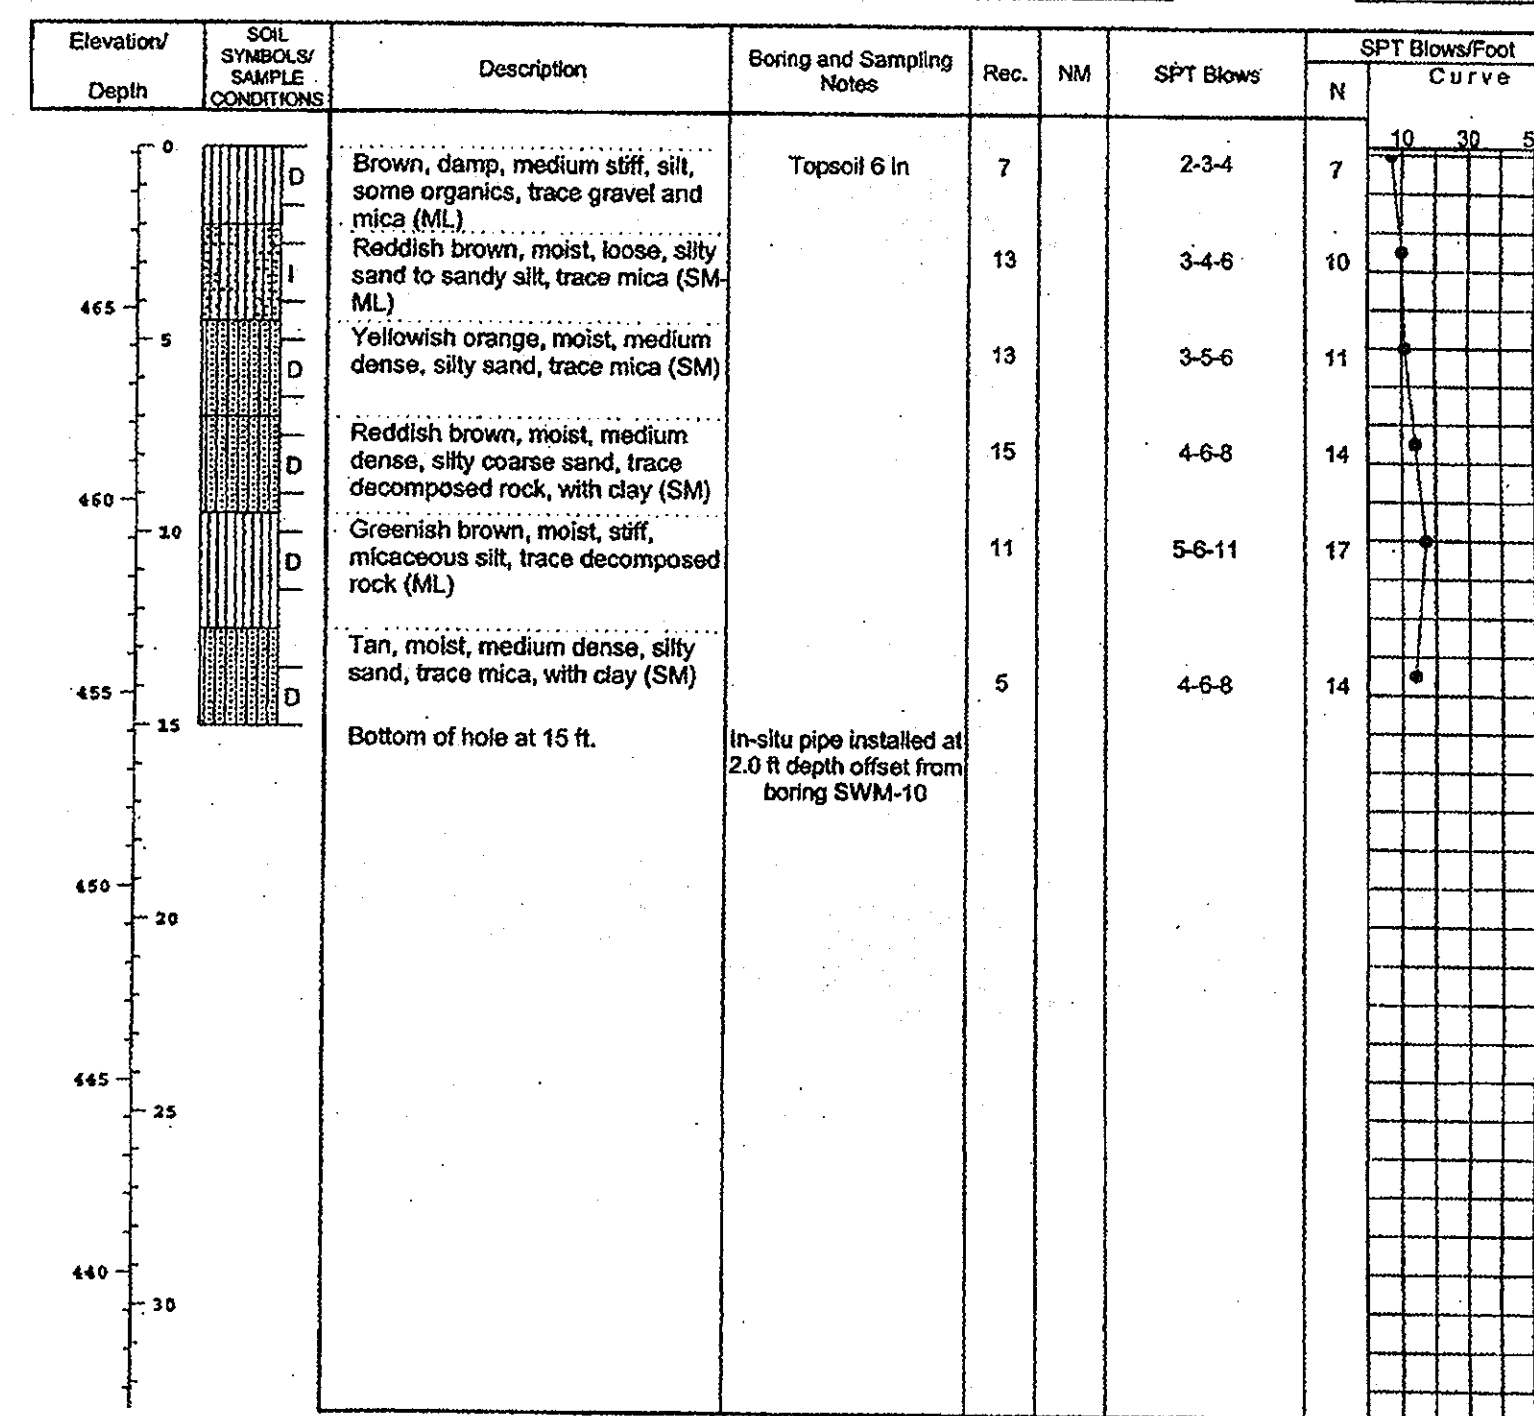 Elevation/
Depth
SOIL
SYMBOLS/
SAMPLE
CONDITIONS
Description
Boring and Sampling
Notes
Rec.
NM
SPT Blows
SPT Blows/Foot
N
Curve
10 30 5
0
D
Brown, damp, medium stiff, silt,
some organics, trace gravel and
mica (ML)
Topsoil 6 in
7
2-3-4
7
I
Reddish brown, moist, loose, silty
sand to sandy silt, trace mica (SM-
ML)
13
3-4-6
10
465
5
D
Yellowish orange, moist, medium
dense, silty sand, trace mica (SM)
13
3-5-6
11
D
Reddish brown, moist, medium
dense, silty coarse sand, trace
decomposed rock, with clay (SM)
15
4-6-8
14
460
10
D
Greenish brown, moist, stiff,
micaceous silt, trace decomposed
rock (ML)
11
5-6-11
17
Tan, moist, medium dense, silty
sand, trace mica, with clay (SM)
455
D
5
4-6-8
14
15
Bottom of hole at 15 ft.
In-situ pipe installed at
2.0 ft depth offset from
boring SWM-10
450
20
445
25
440
30